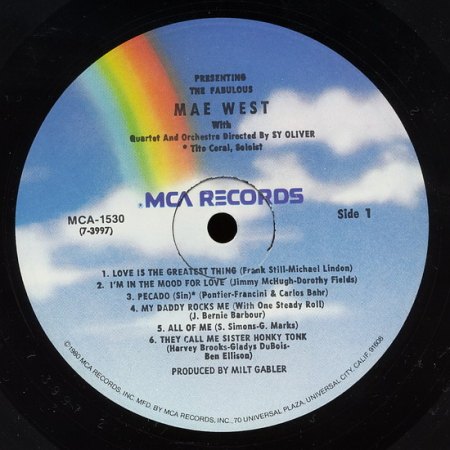 PRESENTING
THE FABULOUS
MAE WEST
With
Quartet And Orchestra Directed By SY OLIVER
* Tito Coral, Soloist
MCA RECORDS
MCA-1530
(7-3997)
Side 1
1. LOVE IS THE GREATEST THING (Frank Still-Michael Lindon)
2. I'M IN THE MOOD FOR LOVE (Jimmy McHugh-Dorothy Fields)
3. PECADO (Sin)* (Pontier-Francini & Carlos Bahr)
4. MY DADDY ROCKS ME (With One Steady Roll)
(J. Bernie Barbour)
5. ALL OF ME (S. Simons-G. Marks)
6. THEY CALL ME SISTER HONKY TONK
(Harvey Brooks-Gladys DuBois-
Ben Ellison)
PRODUCED BY MILT GABLER
©1980 MCA RECORDS, INC. MFD. BY MCA RECORDS, INC., 70 UNIVERSAL PLAZA, UNIVERSAL CITY, CALIF. 91608